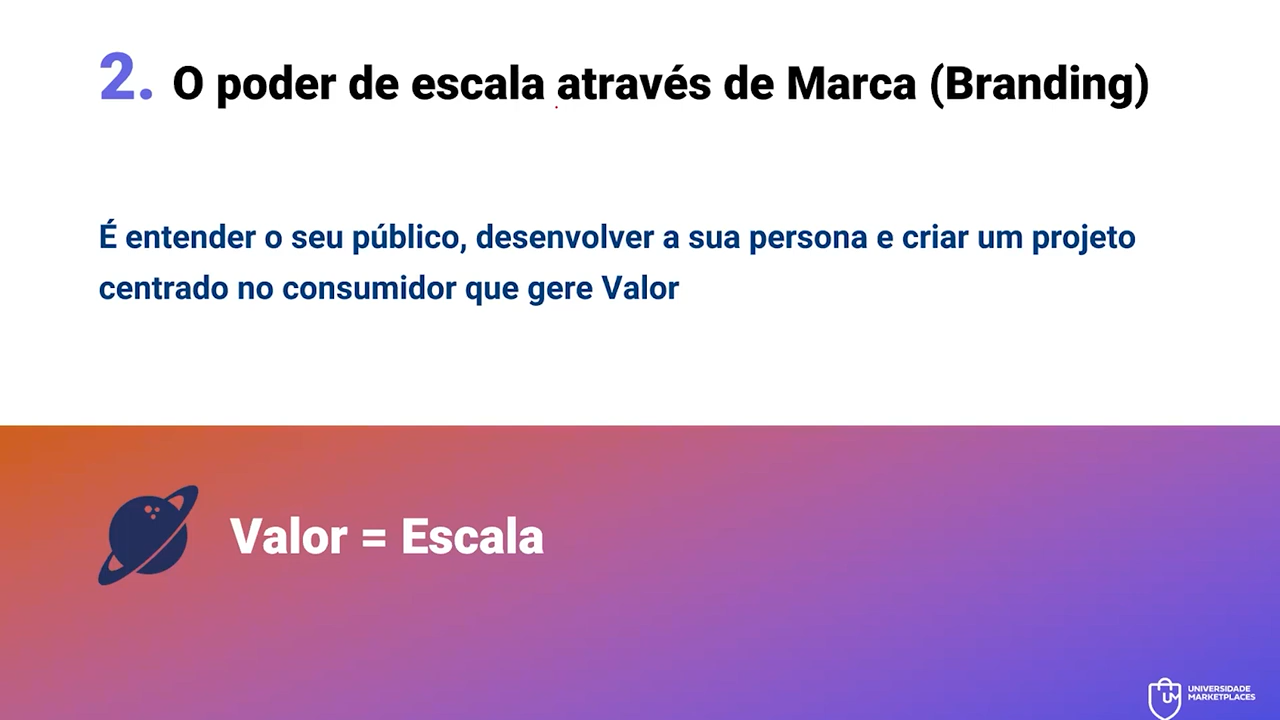 2. O poder de escala através de Marca (Branding)
É entender o seu público, desenvolver a sua persona e criar um projeto
centrado no consumidor que gere Valor
Valor = Escala
UM
UNIVERSIDADE
MARKETPLACES